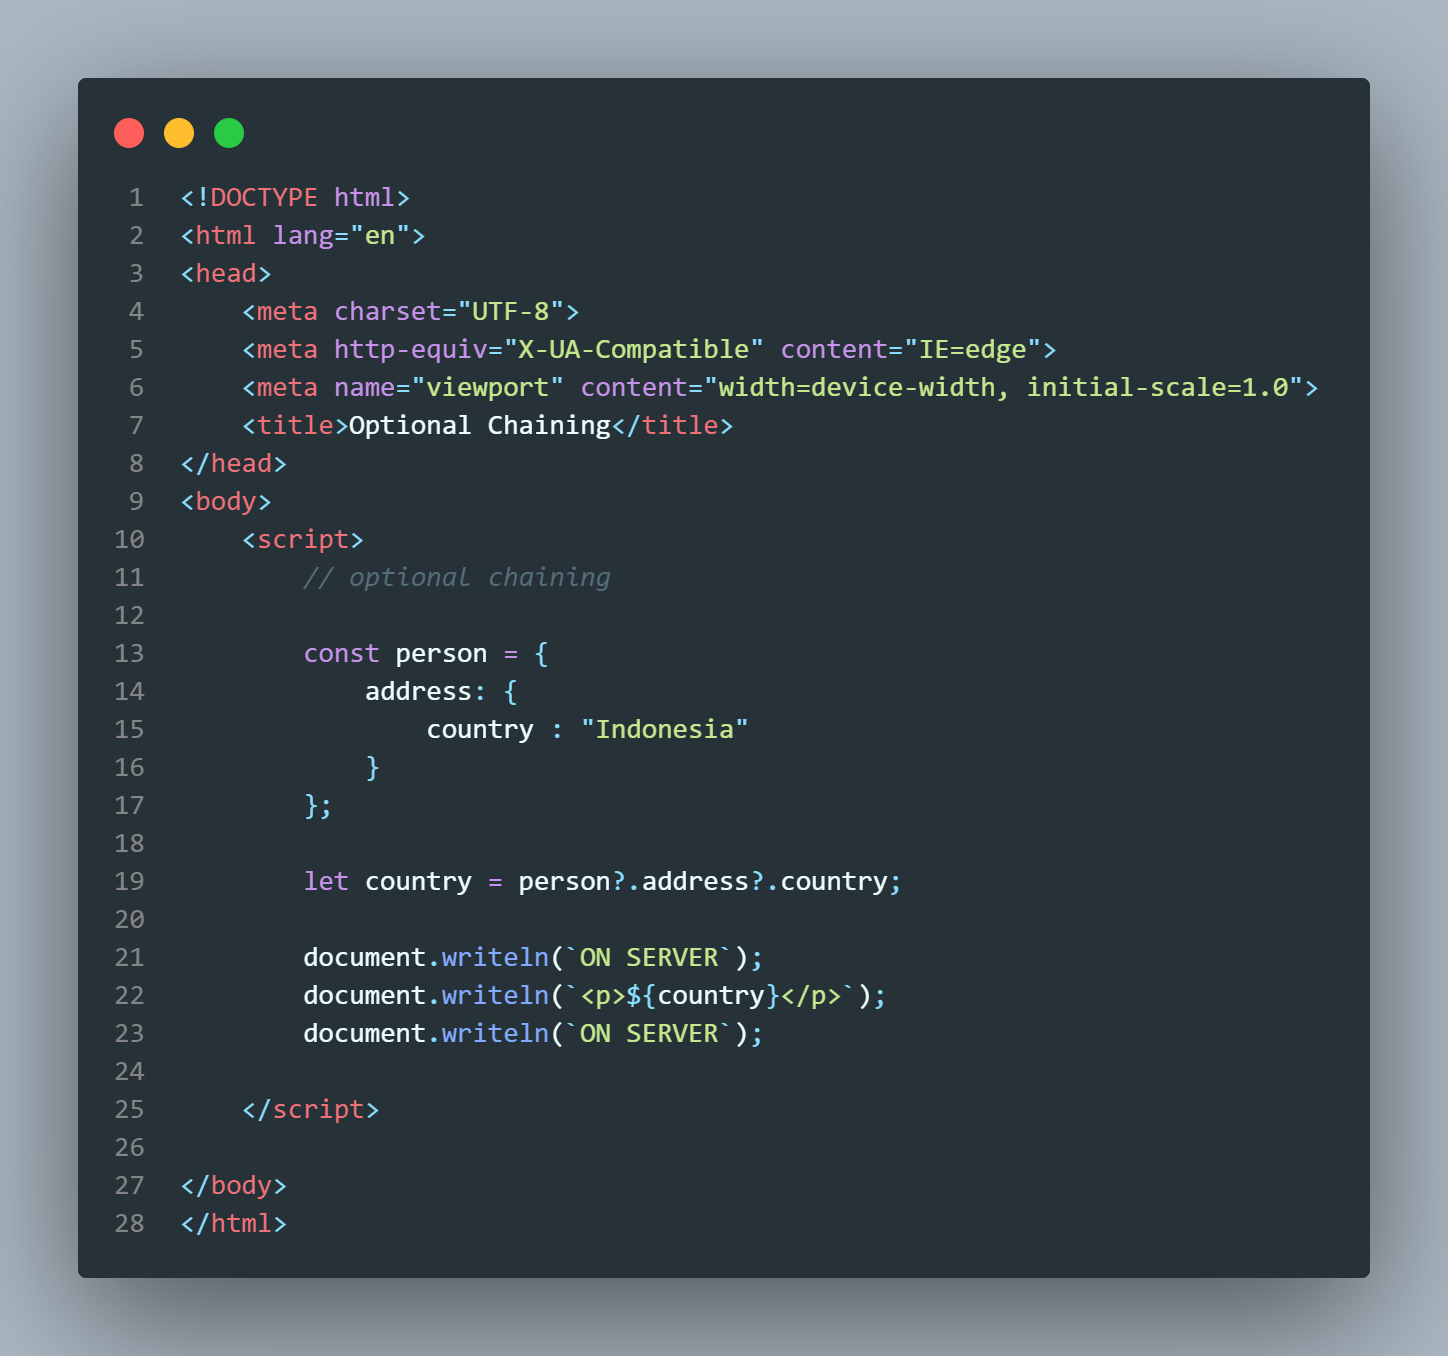 1 <!DOCTYPE html>
2 <html lang="en">
3 <head>
4     <meta charset="UTF-8">
5     <meta http-equiv="X-UA-Compatible" content="IE=edge">
6     <meta name="viewport" content="width=device-width, initial-scale=1.0">
7     <title>Optional Chaining</title>
8 </head>
9 <body>
10     <script>
11         // optional chaining
12
13         const person = {
14             address: {
15                 country : "Indonesia"
16             }
17         };
18
19         let country = person?.address?.country;
20
21         document.writeln(`ON SERVER`);
22         document.writeln(`<p>${country}</p>`);
23         document.writeln(`ON SERVER`);
24
25     </script>
26
27 </body>
28 </html>